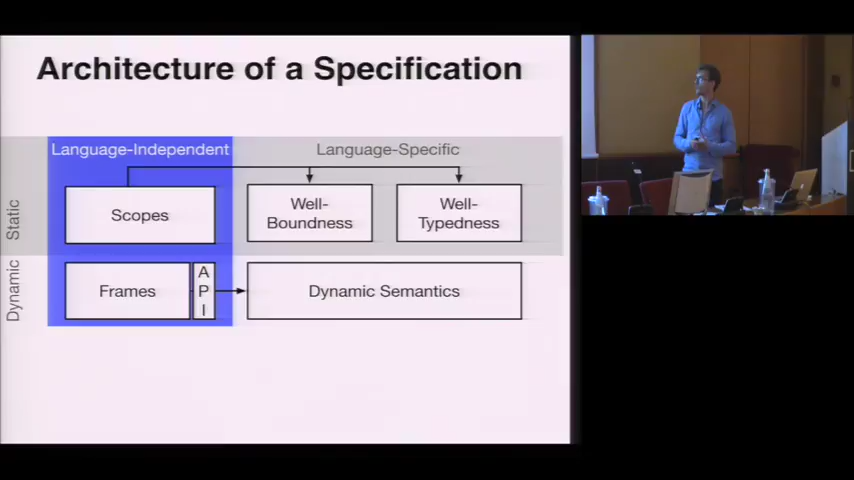 Architecture of a Specification
Language-Independent
Language-Specific
Static
Scopes
Well-
Boundness
Well-
Typedness
Dynamic
Frames
A
P
I
Dynamic Semantics